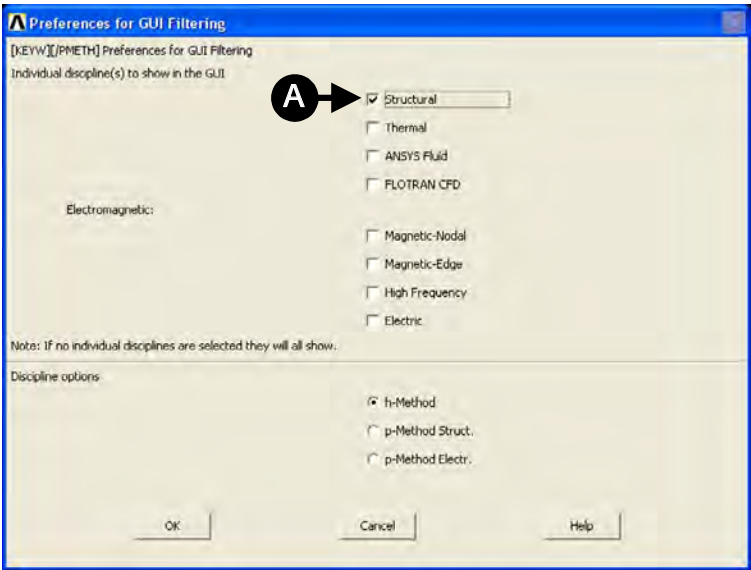 Preferences for GUI Filtering
[KEYW][/PMETH] Preferences for GUI Filtering
Individual discipline(s) to show in the GUI
A
Structural
Thermal
ANSYS Fluid
FLOTRAN CFD
Electromagnetic:
Magnetic-Nodal
Magnetic-Edge
High Frequency
Electric
Note: If no individual disciplines are selected they will all show.
Discipline options
h-Method
p-Method Struct.
p-Method Electr.
OK Cancel Help